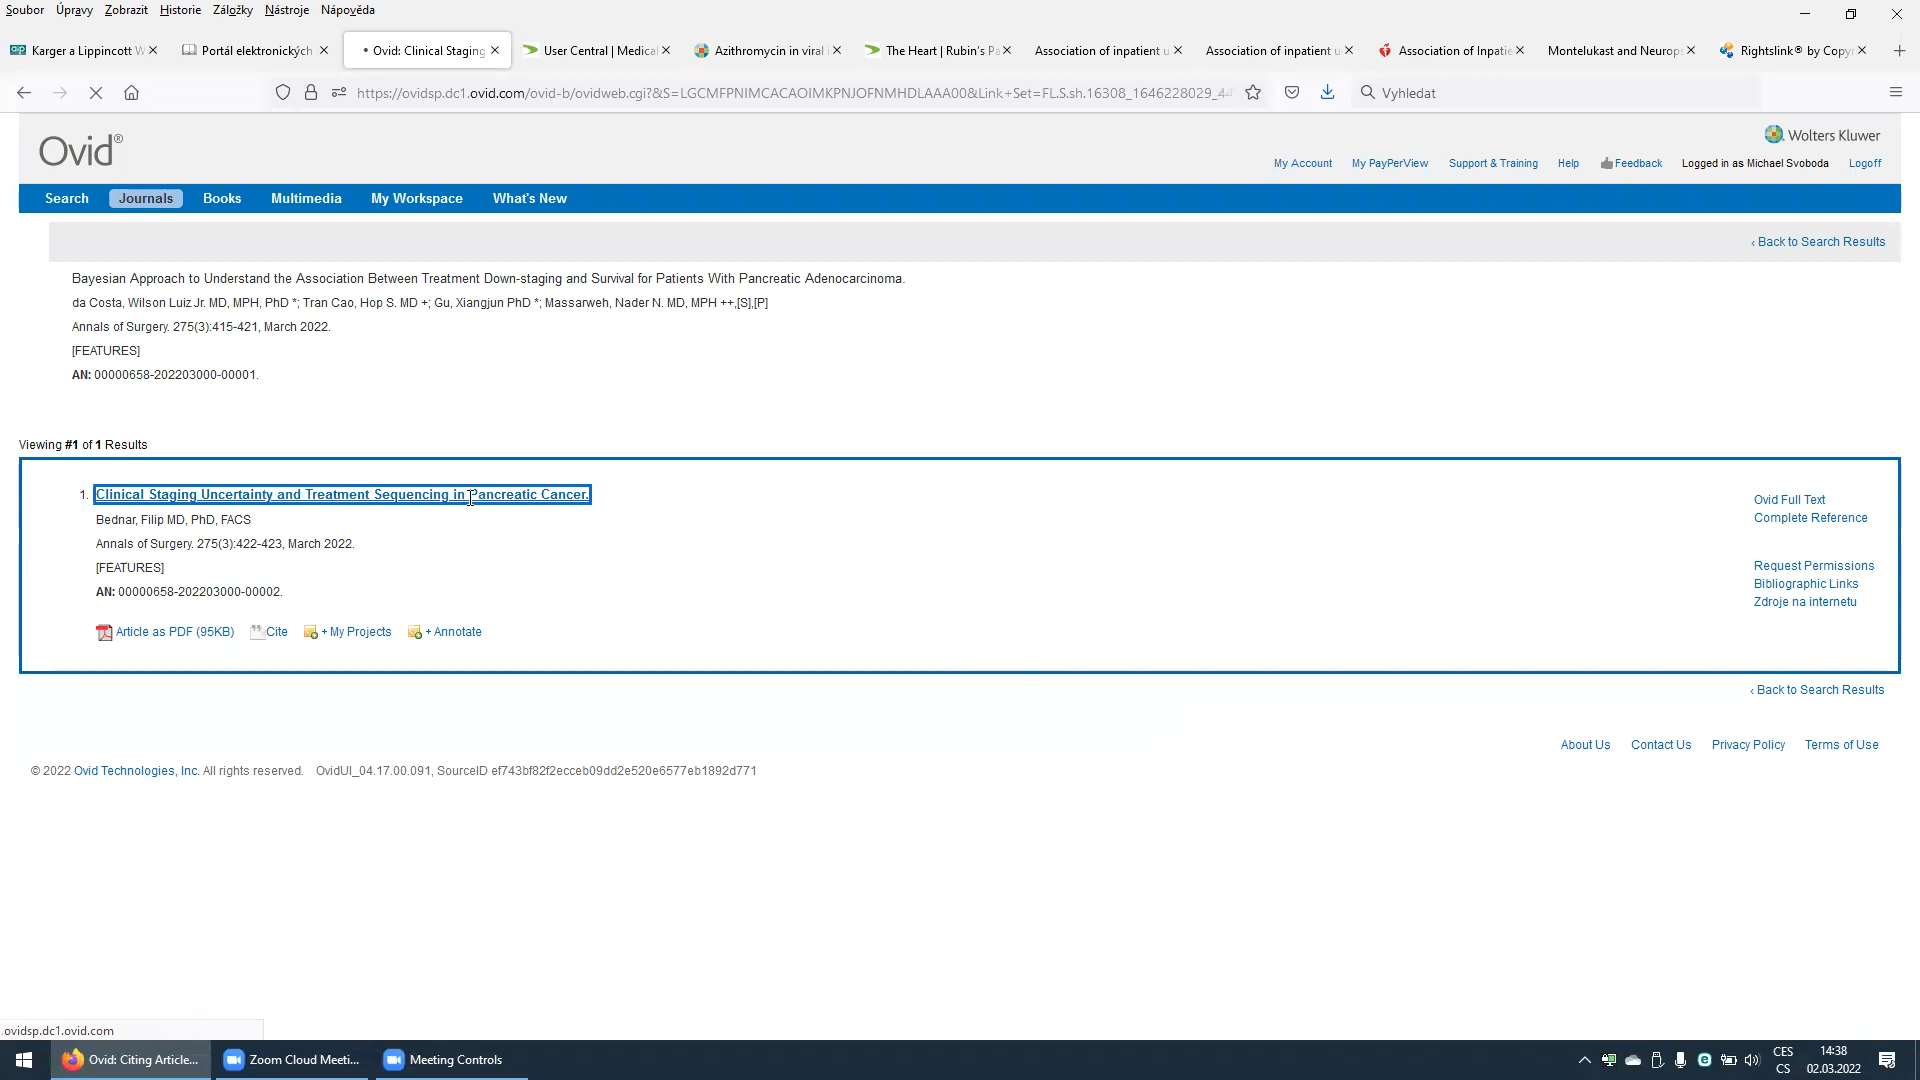 Soubor Úpravy Zobrazit Historie Záložky Nástroje Nápověda
Karger a Lippincott W
Portál elektronických
Ovid: Clinical Staging
User Central | Medical
Azithromycin in viral i
The Heart | Rubin's Pa
Association of inpatient u
Association of inpatient u
Association of Inpatie
Montelukast and Neurops
Rightslink® by Copyr
https://ovidsp.dc1.ovid.com/ovid-b/ovidweb.cgi?&S=LGCMFPNIMCACAOIMKPNJOFNMHDLAAA00&Link+Set=FL.S.sh.16308_1646228029_4
Vyhledat
Ovid®
Wolters Kluwer
My Account My PayPerView Support & Training Help Feedback Logged in as Michael Svoboda Logoff
Search Journals Books Multimedia My Workspace What's New
‹ Back to Search Results
Bayesian Approach to Understand the Association Between Treatment Down-staging and Survival for Patients With Pancreatic Adenocarcinoma.
da Costa, Wilson Luiz Jr. MD, MPH, PhD *; Tran Cao, Hop S. MD +; Gu, Xiangjun PhD *; Massarweh, Nader N. MD, MPH ++,[S],[P]
Annals of Surgery. 275(3):415-421, March 2022.
[FEATURES]
AN: 00000658-202203000-00001.
Viewing #1 of 1 Results
1. Clinical Staging Uncertainty and Treatment Sequencing in Pancreatic Cancer.
Bednar, Filip MD, PhD, FACS
Annals of Surgery. 275(3):422-423, March 2022.
[FEATURES]
AN: 00000658-202203000-00002.
Article as PDF (95KB) Cite + My Projects + Annotate
Ovid Full Text
Complete Reference
Request Permissions
Bibliographic Links
Zdroje na internetu
‹ Back to Search Results
About Us Contact Us Privacy Policy Terms of Use
© 2022 Ovid Technologies, Inc. All rights reserved. OvidUI_04.17.00.091, SourceID ef743bf82f2ecceb09dd2e520e6577eb1892d771
ovidsp.dc1.ovid.com
Ovid: Citing Article...
Zoom Cloud Meeti...
Meeting Controls
CES
CS
14:38
02.03.2022